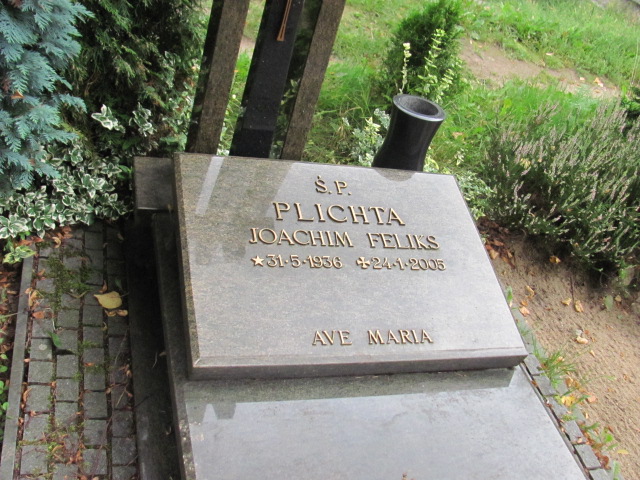 Ś.P.
PLICHTA
JOACHIM FELIKS
★31·5·1936 ✠24·1·2005
AVE MARIA